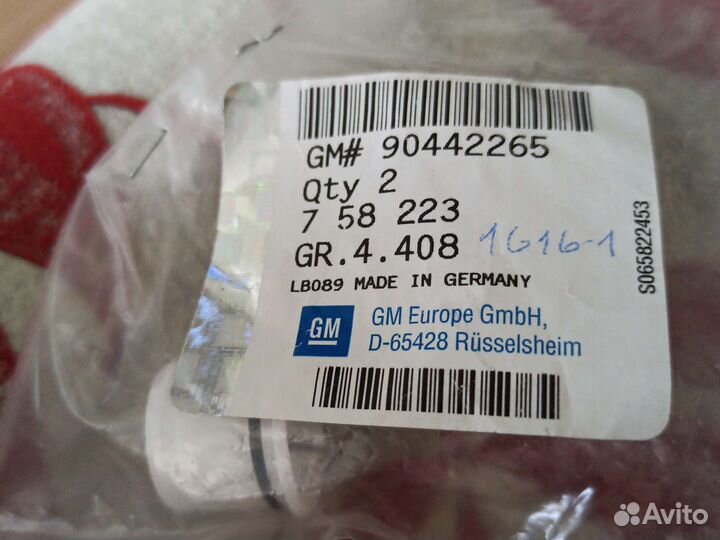 GM# 90442265
Qty 2
7 58 223
GR.4.408 1616-1
LB089 MADE IN GERMANY
GM
GM Europe GmbH,
D-65428 Rüsselsheim
S065822453
Avito